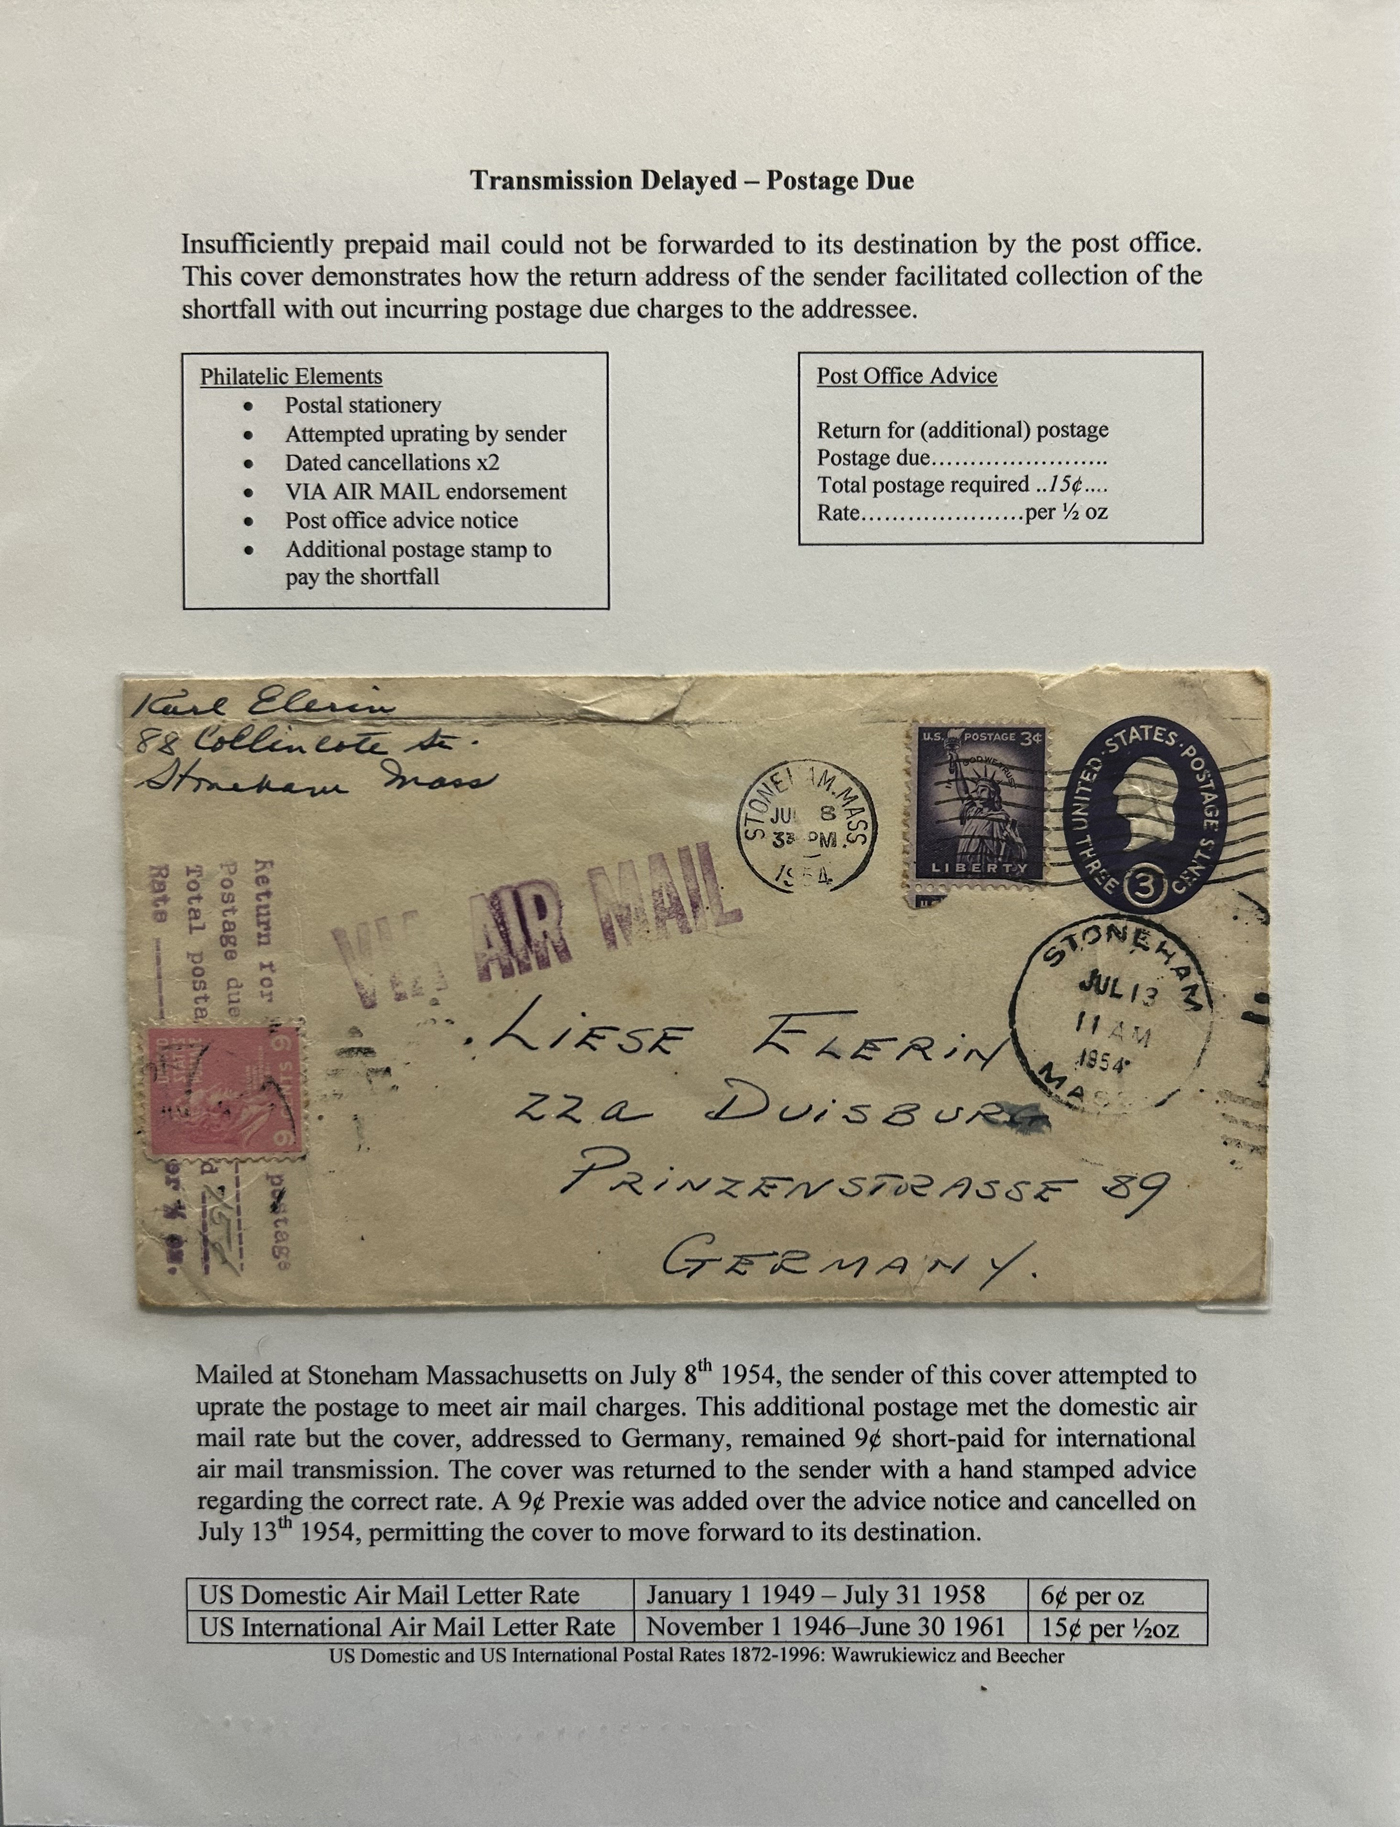 Transmission Delayed – Postage Due
Insufficiently prepaid mail could not be forwarded to its destination by the post office.
This cover demonstrates how the return address of the sender facilitated collection of the
shortfall with out incurring postage due charges to the addressee.
Philatelic Elements
• Postal stationery
• Attempted uprating by sender
• Dated cancellations x2
• VIA AIR MAIL endorsement
• Post office advice notice
• Additional postage stamp to
pay the shortfall
Post Office Advice
Return for (additional) postage
Postage due…………………..
Total postage required ..15¢....
Rate…………………per ½ oz
Karl Elerin
88 Collincote St.
Stoneham Mass
STONEHAM, MASS.
JUL 8
PM
1954
U.S. POSTAGE 3¢
IN GOD WE TRUST
LIBERTY
UNITED·STATES·POSTAGE
THREE 3 CENTS
VIA AIR MAIL
STONEHAM
JUL 13
11 AM
1954
MASS
Return for postage
Postage due
Total posta d 15¢
Rate er ½ oz.
LIESE ELERIN
22a DUISBURG
PRINZENSTRASSE 89
GERMANY.
Mailed at Stoneham Massachusetts on July 8th 1954, the sender of this cover attempted to
uprate the postage to meet air mail charges. This additional postage met the domestic air
mail rate but the cover, addressed to Germany, remained 9¢ short-paid for international
air mail transmission. The cover was returned to the sender with a hand stamped advice
regarding the correct rate. A 9¢ Prexie was added over the advice notice and cancelled on
July 13th 1954, permitting the cover to move forward to its destination.
US Domestic Air Mail Letter Rate January 1 1949 – July 31 1958 6¢ per oz
US International Air Mail Letter Rate November 1 1946–June 30 1961 15¢ per ½oz
US Domestic and US International Postal Rates 1872-1996: Wawrukiewicz and Beecher